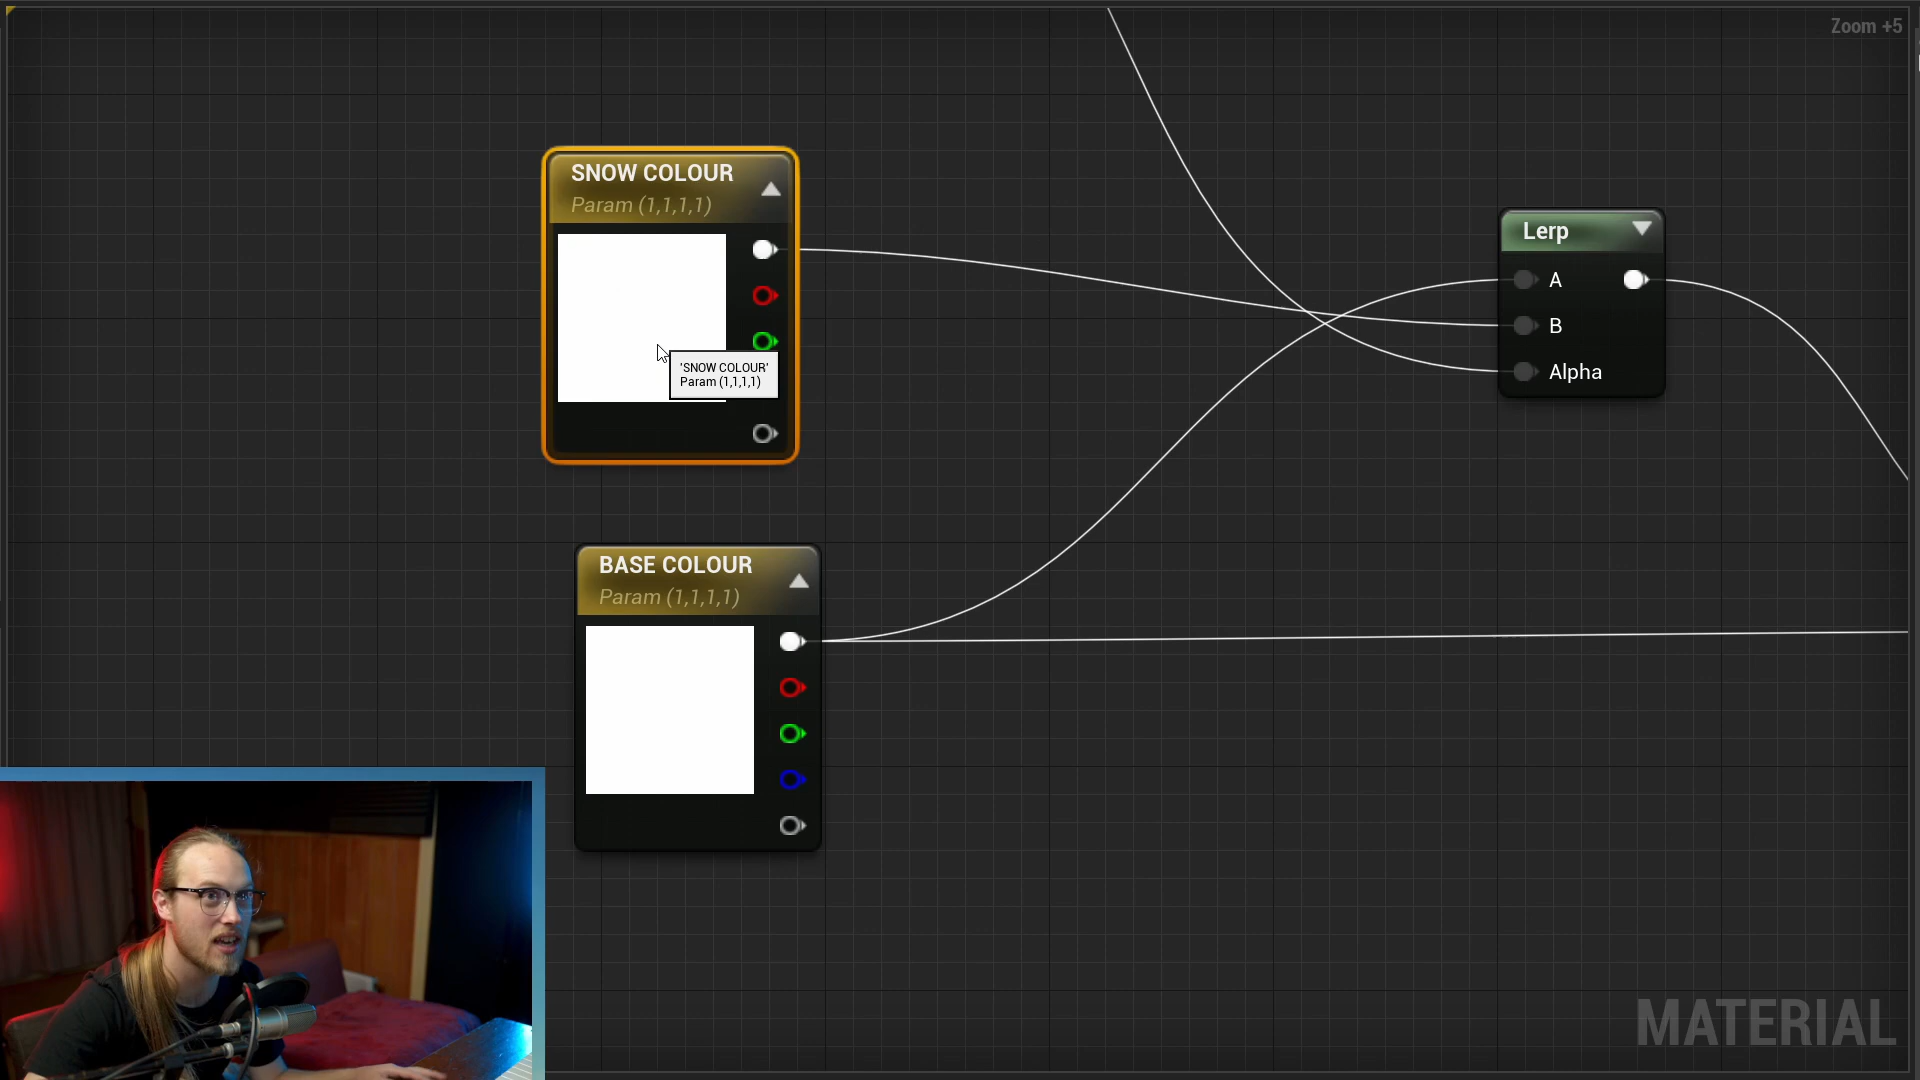 Zoom +5
SNOW COLOUR
Param (1,1,1,1)
'SNOW COLOUR'
Param (1,1,1,1)
Lerp
A
B
Alpha
BASE COLOUR
Param (1,1,1,1)
MATERIAL